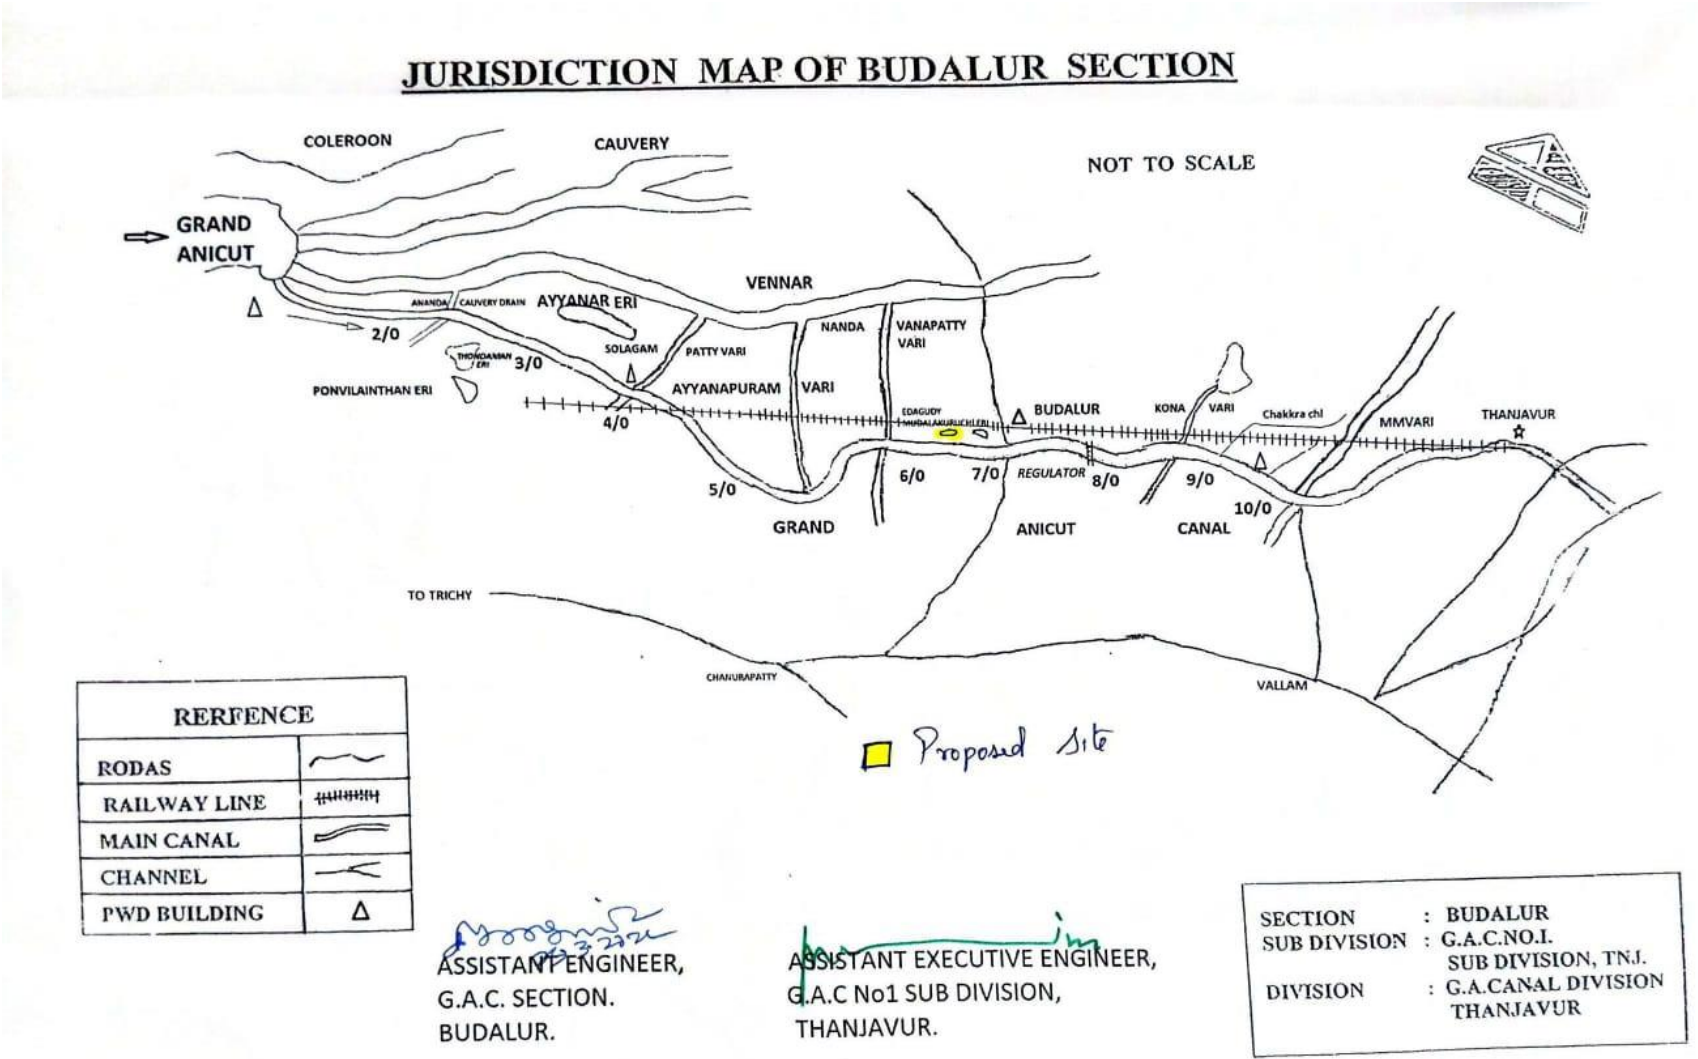 JURISDICTION MAP OF BUDALUR SECTION
COLEROON
CAUVERY
NOT TO SCALE
GRAND
ANICUT
VENNAR
ANANDA
CAUVERY DRAIN
AYYANAR ERI
2/0
NANDA
VANAPATTY
VARI
SOLAGAM
PATTY VARI
THONDAMAN
ERI
3/0
PONVILAINTHAN ERI
AYYANAPURAM
VARI
4/0
EDAGUDY
MUDALAKURUCHI ERI
BUDALUR
KONA
VARI
Chakkra chl
MMVARI
THANJAVUR
5/0
6/0
7/0
REGULATOR
8/0
9/0
10/0
GRAND
ANICUT
CANAL
TO TRICHY
CHANURAPATTY
VALLAM
Proposed Site
RERFENCE
RODAS
RAILWAY LINE
MAIN CANAL
CHANNEL
PWD BUILDING
ASSISTANT ENGINEER,
G.A.C. SECTION.
BUDALUR.
ASSISTANT EXECUTIVE ENGINEER,
G.A.C No1 SUB DIVISION,
THANJAVUR.
SECTION : BUDALUR
SUB DIVISION : G.A.C.NO.I.
SUB DIVISION, TNJ.
DIVISION : G.A.CANAL DIVISION
THANJAVUR